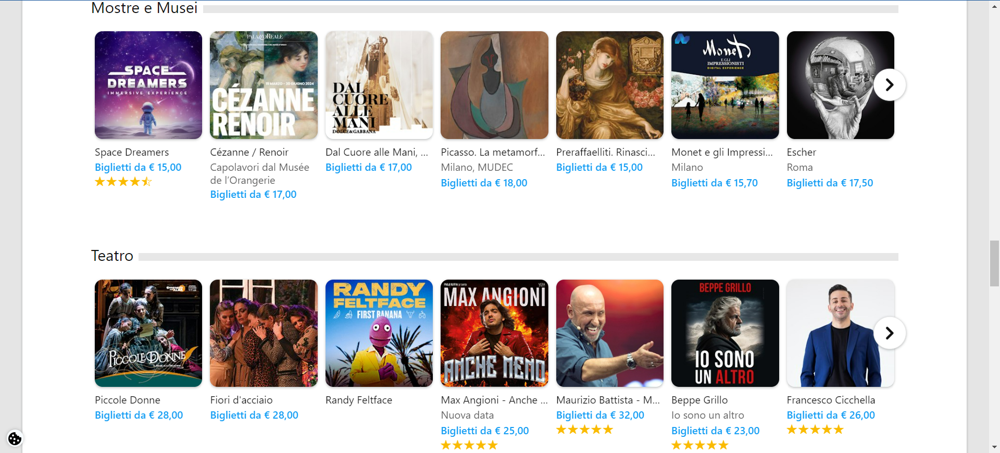 Mostre e Musei
SPACE
DREAMERS
IMMERSIVE EXPERIENCE
Space Dreamers
Biglietti da € 15,00
PALAZZOREALE
19 MARZO - 30 GIUGNO 2024
CÉZANNE
RENOIR
Cézanne / Renoir
Capolavori dal Musée
de l'Orangerie
Biglietti da € 17,00
DAL
CUORE
ALLE
MANI
DOLCE&GABBANA
Dal Cuore alle Mani, ...
Biglietti da € 17,00
Picasso. La metamorf...
Milano, MUDEC
Biglietti da € 18,00
Preraffaelliti. Rinasci...
Biglietti da € 15,00
Monet
E GLI
IMPRESSIONISTI
DIGITAL EXPERIENCE
Monet e gli Impressi...
Milano
Biglietti da € 15,70
Escher
Roma
Biglietti da € 17,50
Teatro
PICCOLE DONNE
Piccole Donne
Biglietti da € 28,00
Fiori d'acciaio
Biglietti da € 28,00
RANDY
FELTFACE
FIRST BANANA
Randy Feltface
MAX ANGIONI
ANCHE MENO
Max Angioni - Anche ...
Nuova data
Biglietti da € 25,00
Maurizio Battista - M...
Biglietti da € 32,00
BEPPE GRILLO
IO SONO
UN ALTRO
Beppe Grillo
Io sono un altro
Biglietti da € 23,00
Francesco Cicchella
Biglietti da € 26,00